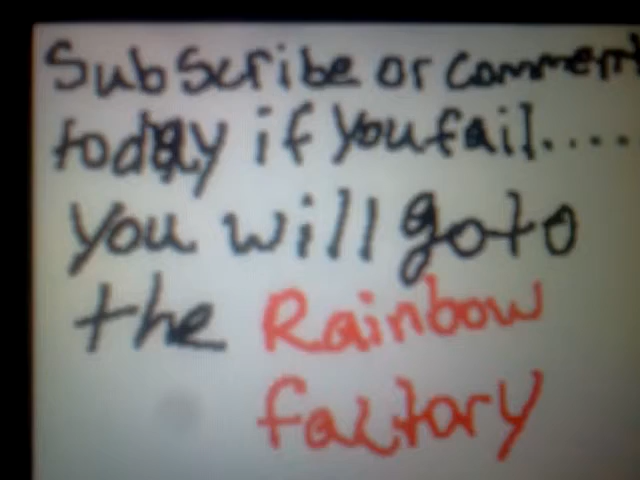 Subscribe or comment
today if you fail....
you will go to
the Rainbow
factory